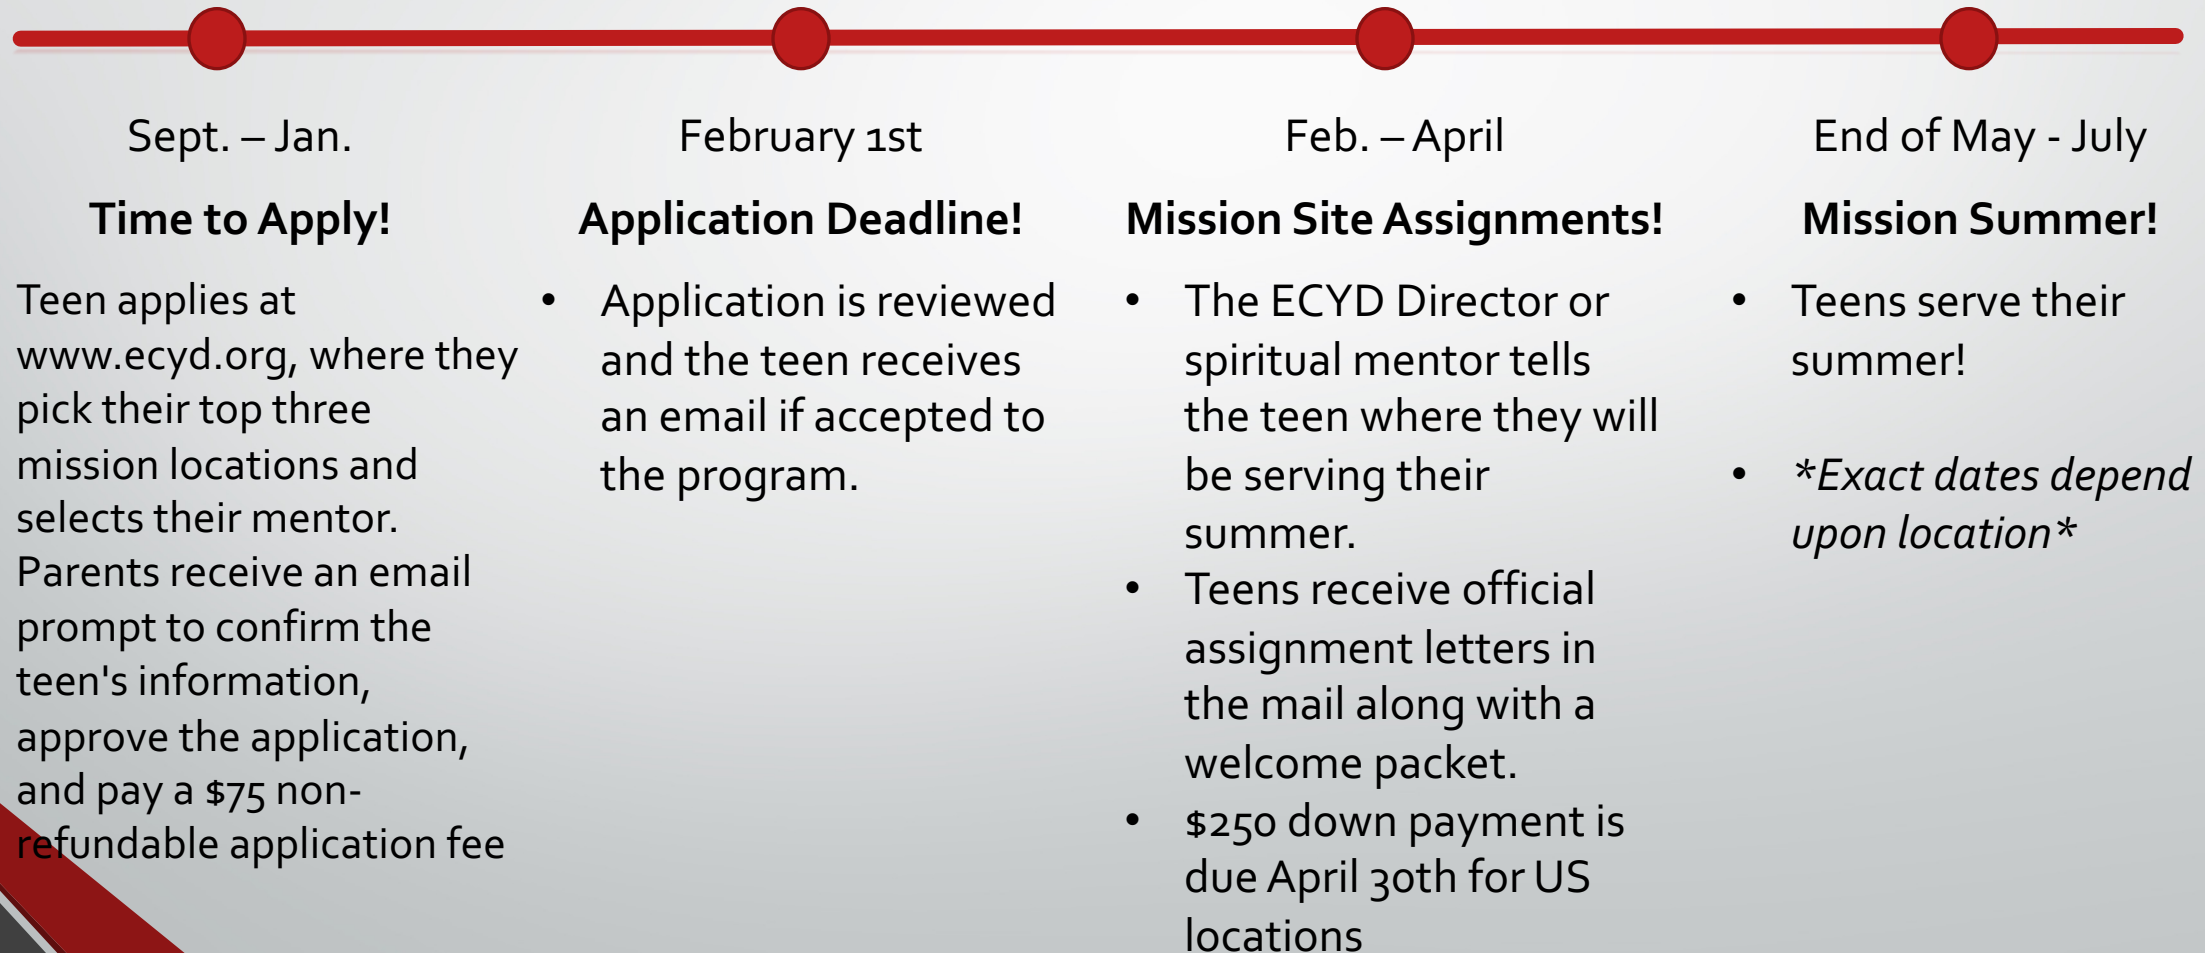 Sept. – Jan.
Time to Apply!
Teen applies at
www.ecyd.org, where they
pick their top three
mission locations and
selects their mentor.
Parents receive an email
prompt to confirm the
teen's information,
approve the application,
and pay a $75 non-
refundable application fee
February 1st
Application Deadline!
• Application is reviewed
and the teen receives
an email if accepted to
the program.
Feb. – April
Mission Site Assignments!
• The ECYD Director or
spiritual mentor tells
the teen where they will
be serving their
summer.
• Teens receive official
assignment letters in
the mail along with a
welcome packet.
• $250 down payment is
due April 30th for US
locations
End of May - July
Mission Summer!
• Teens serve their
summer!
• *Exact dates depend
upon location*